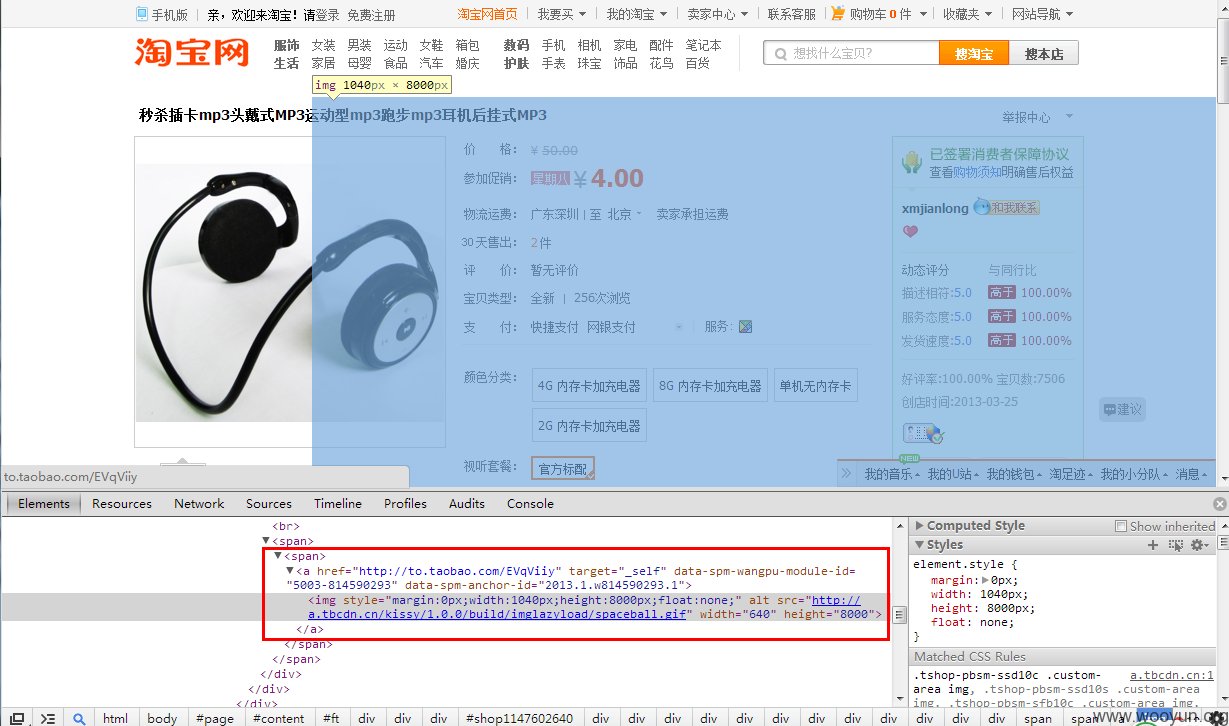 手机版 亲，欢迎来淘宝！请登录 免费注册 淘宝网首页 我要买 我的淘宝 卖家中心 联系客服 购物车 0 件 收藏夹 网站导航
淘宝网
服饰 女装 男装 运动 女鞋 箱包 数码 手机 相机 家电 配件 笔记本
生活 家居 母婴 食品 汽车 婚庆 护肤 手表 珠宝 饰品 花鸟 百货
想找什么宝贝? 搜淘宝 搜本店
img 1040px × 8000px
秒杀插卡mp3头戴式MP3运动型mp3跑步mp3耳机后挂式MP3
举报中心
价 格: ¥ 50.00
参加促销: 星期八 ¥ 4.00
物流运费: 广东深圳 | 至 北京 卖家承担运费
30 天售出: 2件
评 价: 暂无评价
宝贝类型: 全新 | 256次浏览
支 付: 快捷支付 网银支付 服务:
颜色分类: 4G 内存卡加充电器 8G 内存卡加充电器 单机无内存卡
2G 内存卡加充电器
视听套餐: 官方标配
已签署消费者保障协议
查看购物须知明确售后权益
xmjianlong 和我联系
动态评分 与同行比
描述相符:5.0 高于 100.00%
服务态度:5.0 高于 100.00%
发货速度:5.0 高于 100.00%
好评率:100.00% 宝贝数:7506
创店时间:2013-03-25
建议
NEW
我的音乐 我的U站 我的钱包 淘足迹 我的小分队 消息
to.taobao.com/EVqViiy
Elements Resources Network Sources Timeline Profiles Audits Console
<br>
▼<span>
▼<span>
▼<a href="http://to.taobao.com/EVqViiy" target="_self" data-spm-wangpu-module-id=
"5003-814590293" data-spm-anchor-id="2013.1.w814590293.1">
<img style="margin:0px;width:1040px;height:8000px;float:none;" alt src="http://
a.tbcdn.cn/kissy/1.0.0/build/imglazyload/spaceball.gif" width="640" height="8000">
</a>
</span>
</span>
</div>
</div>
</div>
▶Computed Style Show inherited
▼Styles
element.style {
margin:▶0px;
width: 1040px;
height: 8000px;
float: none;
}
Matched CSS Rules
.tshop-pbsm-ssd10c .custom- a.tbcdn.cn:1
area img, .tshop-pbsm-ssd10s .custom-area img, .tshop-pbsm-sfb10c .custom-area img,
html body #page #content #ft div div div #shop1147602640 div div div div div div div div div div div div span span a
www.wooyun.o